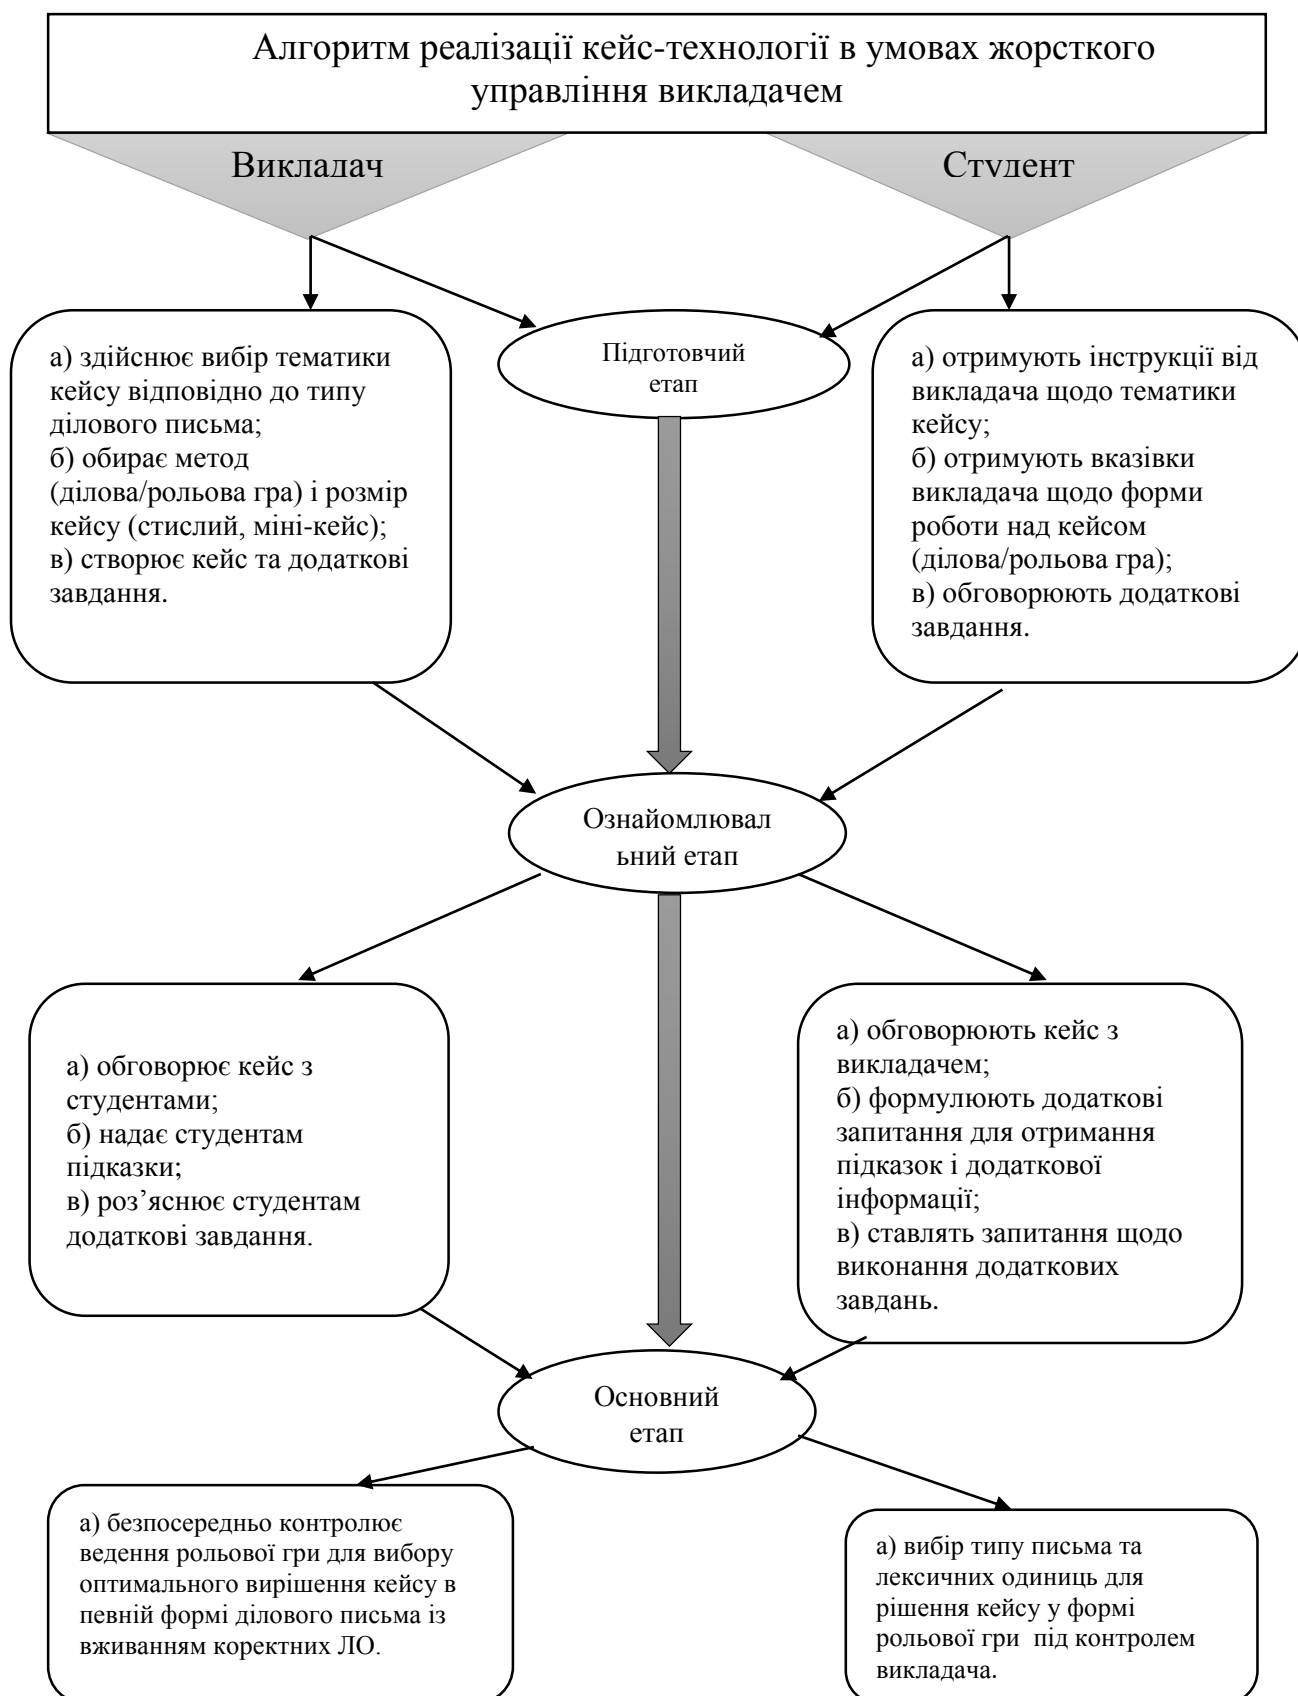 Алгоритм реалізації кейс-технології в умовах жорсткого
управління викладачем
Викладач
Студент
Підготовчий
етап
а) здійснює вибір тематики
кейсу відповідно до типу
ділового письма;
б) обирає метод
(ділова/рольова гра) і розмір
кейсу (стислий, міні-кейс);
в) створює кейс та додаткові
завдання.
а) отримують інструкції від
викладача щодо тематики
кейсу;
б) отримують вказівки
викладача щодо форми
роботи над кейсом
(ділова/рольова гра);
в) обговорюють додаткові
завдання.
Ознайомлювал
ьний етап
а) обговорює кейс з
студентами;
б) надає студентам
підказки;
в) роз’яснює студентам
додаткові завдання.
а) обговорюють кейс з
викладачем;
б) формулюють додаткові
запитання для отримання
підказок і додаткової
інформації;
в) ставлять запитання щодо
виконання додаткових
завдань.
Основний
етап
а) безпосередньо контролює
ведення рольової гри для вибору
оптимального вирішення кейсу в
певній формі ділового письма із
вживанням коректних ЛО.
а) вибір типу письма та
лексичних одиниць для
рішення кейсу у формі
рольової гри під контролем
викладача.